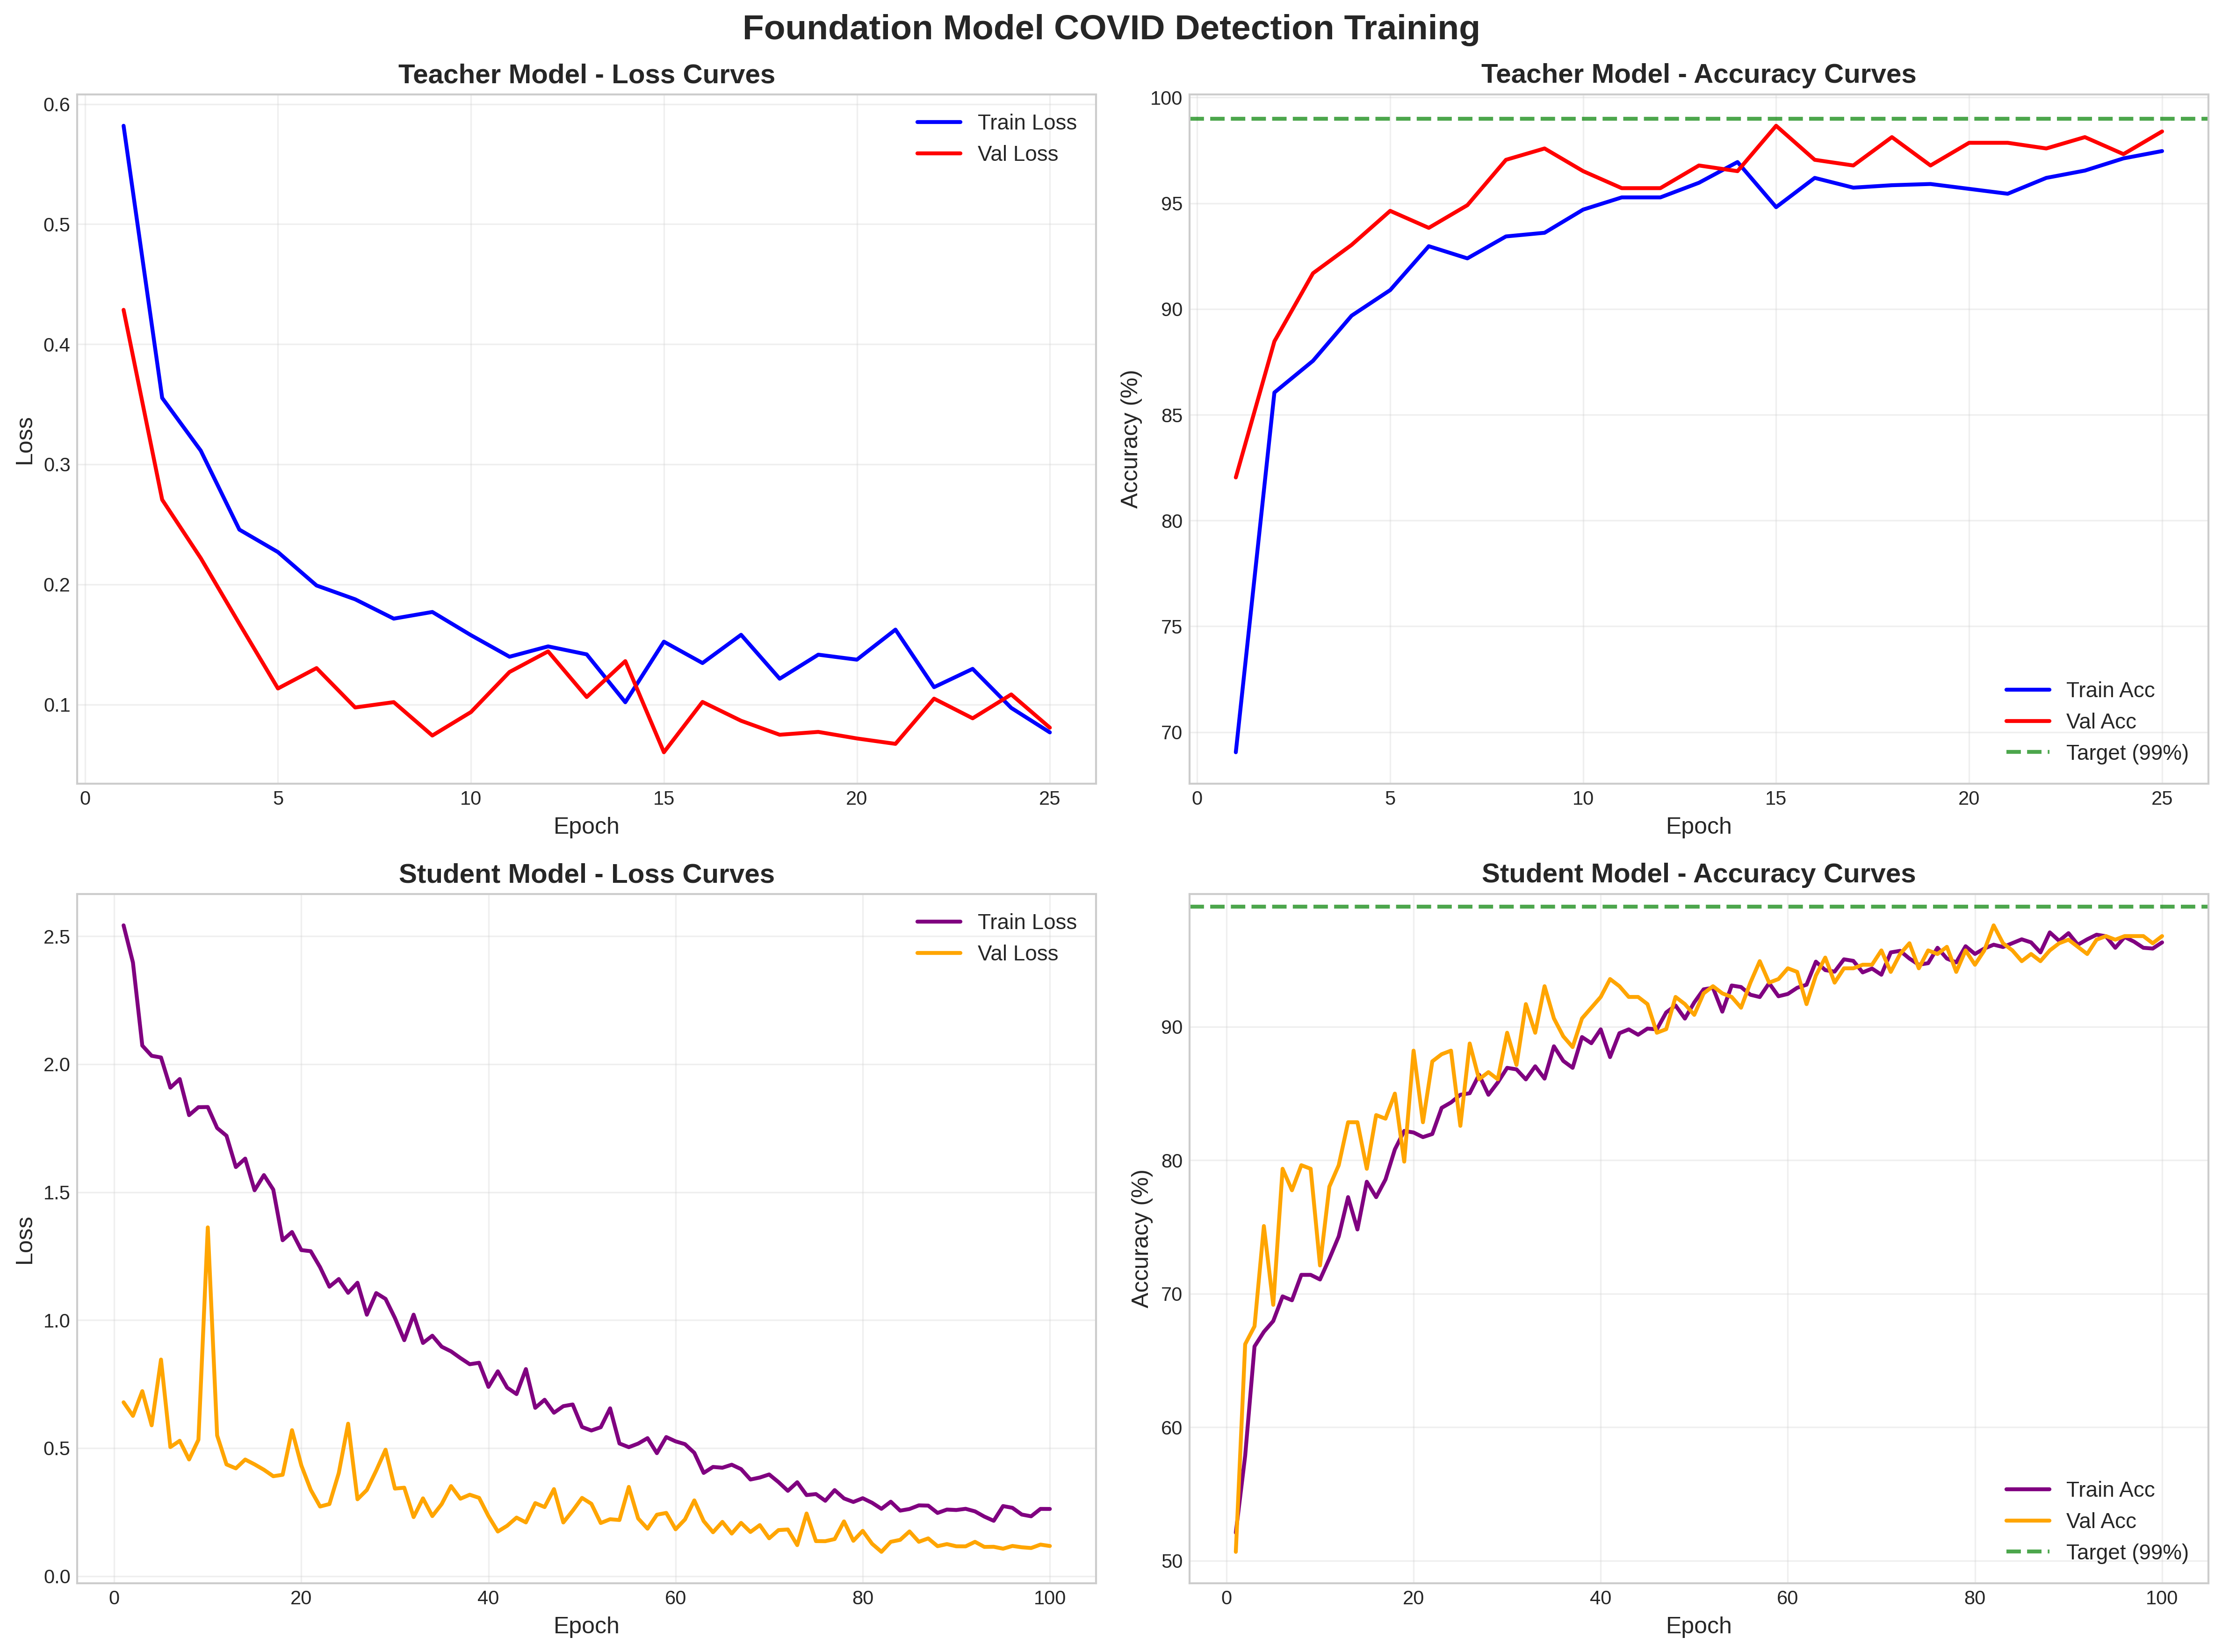 Foundation Model COVID Detection Training
Teacher Model - Loss Curves
0.6
0.5
0.4
0.3
0.2
0.1
Loss
Train Loss
Val Loss
0 5 10 15 20 25
Epoch
Teacher Model - Accuracy Curves
100
95
90
85
80
75
70
Accuracy (%)
Train Acc
Val Acc
Target (99%)
0 5 10 15 20 25
Epoch
Student Model - Loss Curves
2.5
2.0
1.5
1.0
0.5
0.0
Loss
Train Loss
Val Loss
0 20 40 60 80 100
Epoch
Student Model - Accuracy Curves
90
80
70
60
50
Accuracy (%)
Train Acc
Val Acc
Target (99%)
0 20 40 60 80 100
Epoch